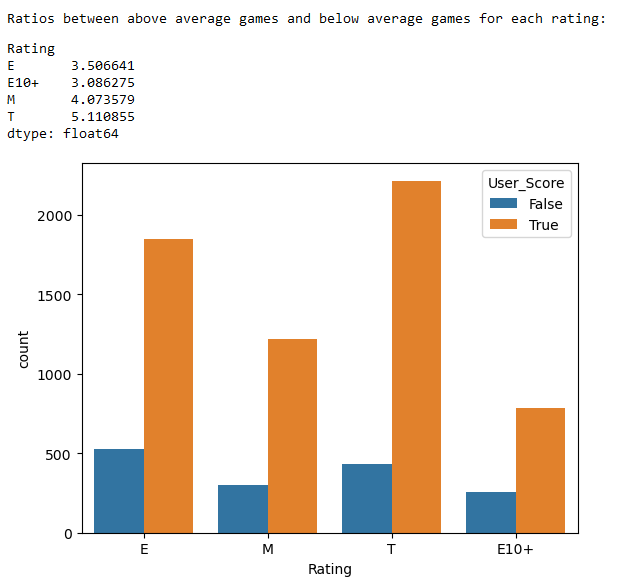 Ratios between above average games and below average games for each rating:
Rating
E 3.506641
E10+ 3.086275
M 4.073579
T 5.110855
dtype: float64
User_Score
False
True
2000
1500
1000
500
0
count
E M T E10+
Rating